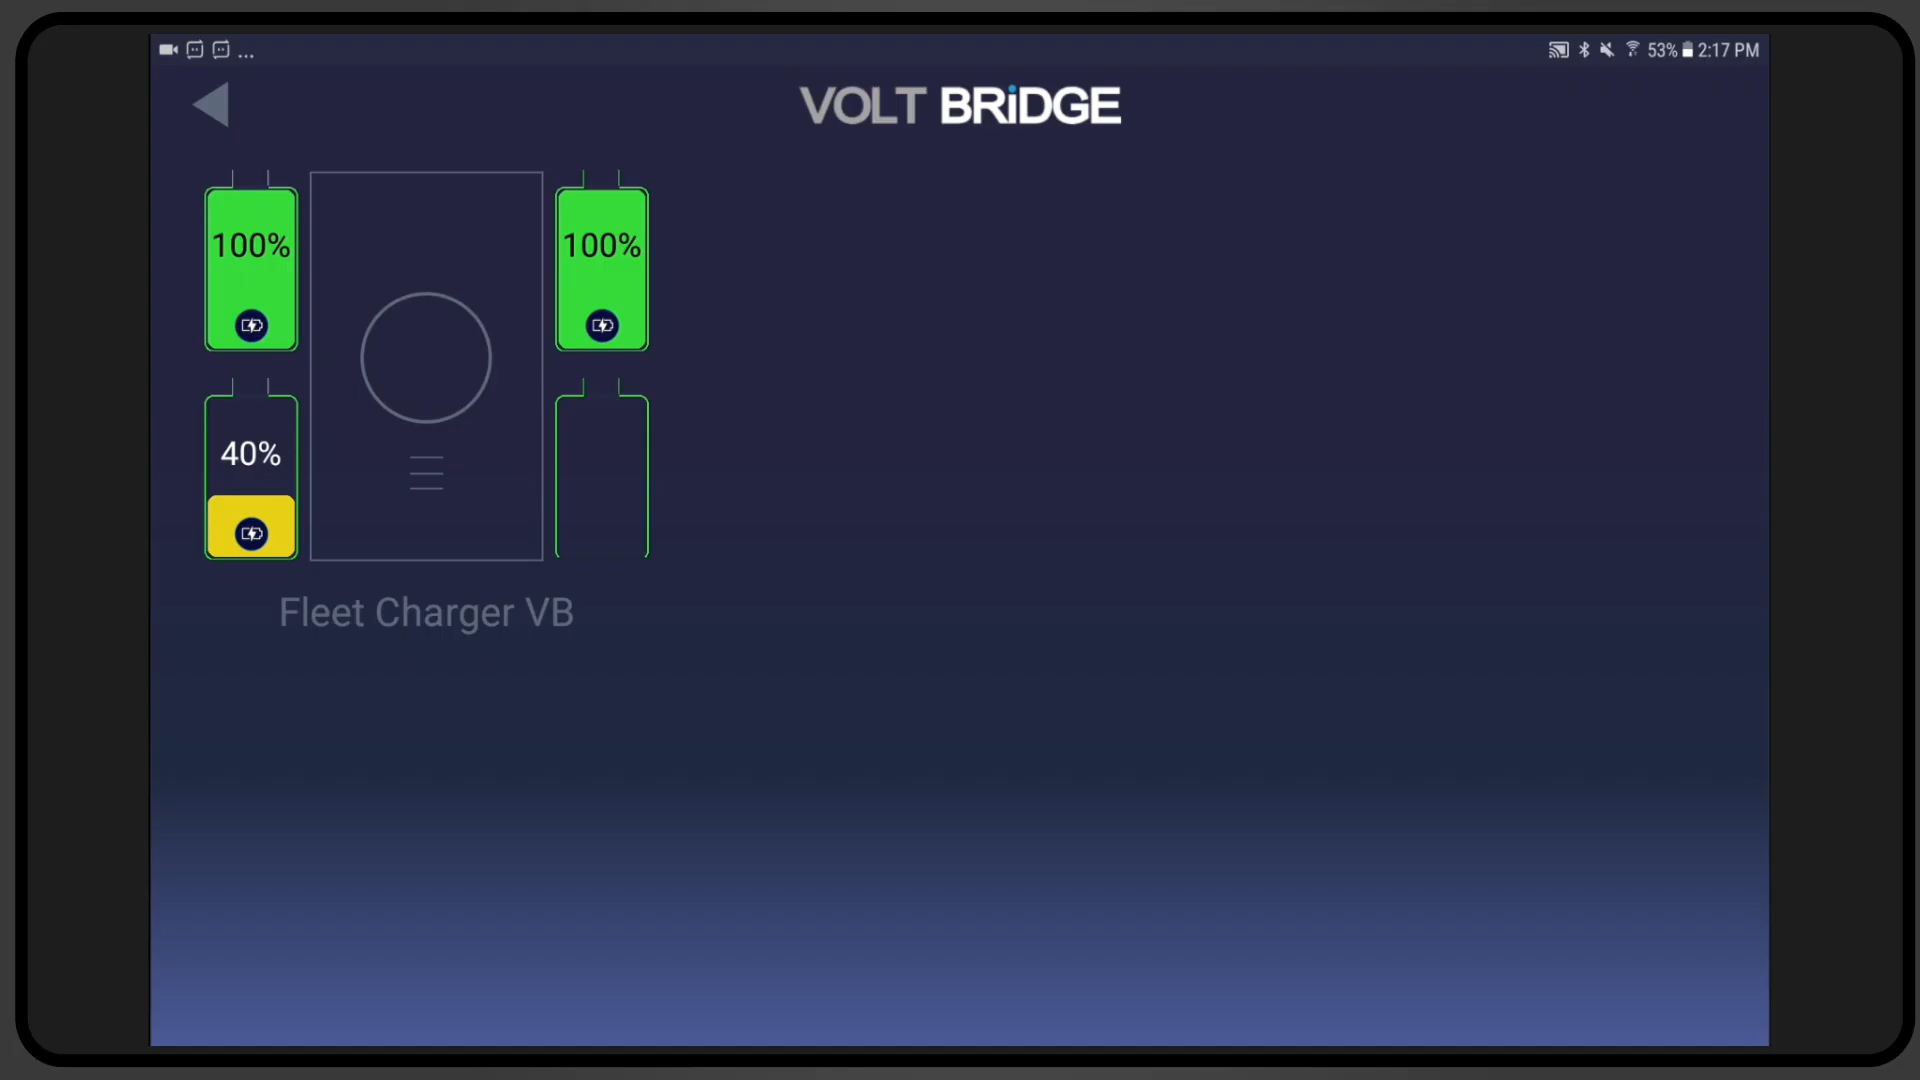 ... 53% 2:17 PM
VOLT BRiDGE
100% 100%
40%
Fleet Charger VB